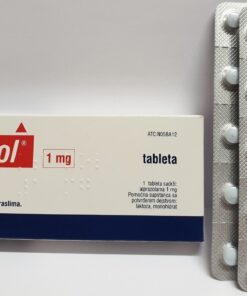 ATC: N05BA12
ol®
1 mg
tableta
1 tableta sadrži:
alprazolama 1 mg
Pomoćna supstanca sa
potvrđenim dejstvom:
laktoza, monohidrat
raslima.